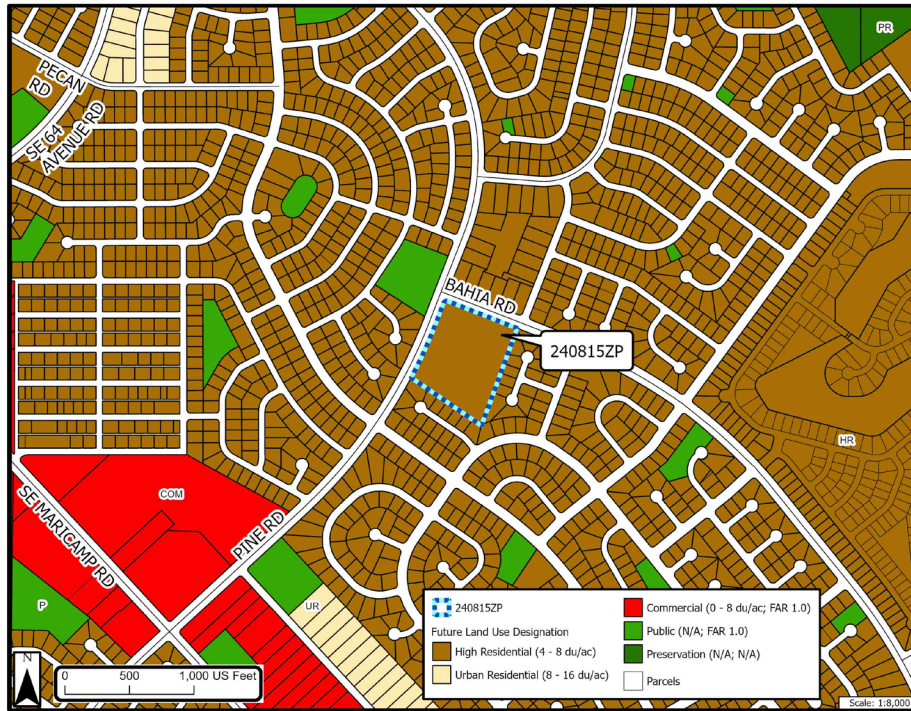 PR
PECAN
RD
SE 64
AVENUE RD
BAHIA RD
240815ZP
HR
COM
SE MARICAMP RD
PINE RD
P
UR
240815ZP
Future Land Use Designation
High Residential (4 - 8 du/ac)
Urban Residential (8 - 16 du/ac)
Commercial (0 - 8 du/ac; FAR 1.0)
Public (N/A; FAR 1.0)
Preservation (N/A; N/A)
Parcels
N
0 500 1,000 US Feet
Scale: 1:8,000